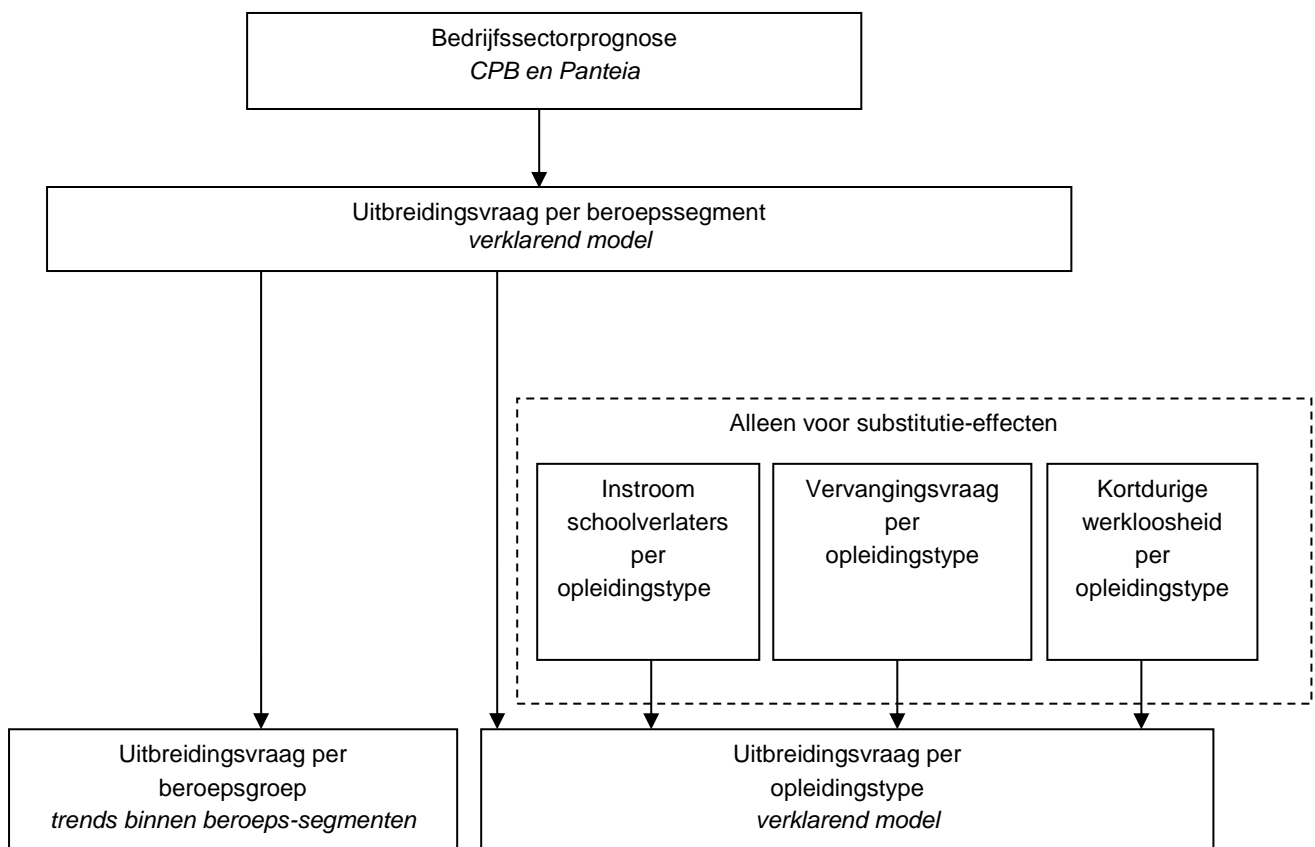 Bedrijfssectorprognose
CPB en Panteia
Uitbreidingsvraag per beroepssegment
verklarend model
Alleen voor substitutie-effecten
Instroom
schoolverlaters
per
opleidingstype
Vervangingsvraag
per
opleidingstype
Kortdurige
werkloosheid
per
opleidingstype
Uitbreidingsvraag per
beroepsgroep
trends binnen beroeps-segmenten
Uitbreidingsvraag per
opleidingstype
verklarend model